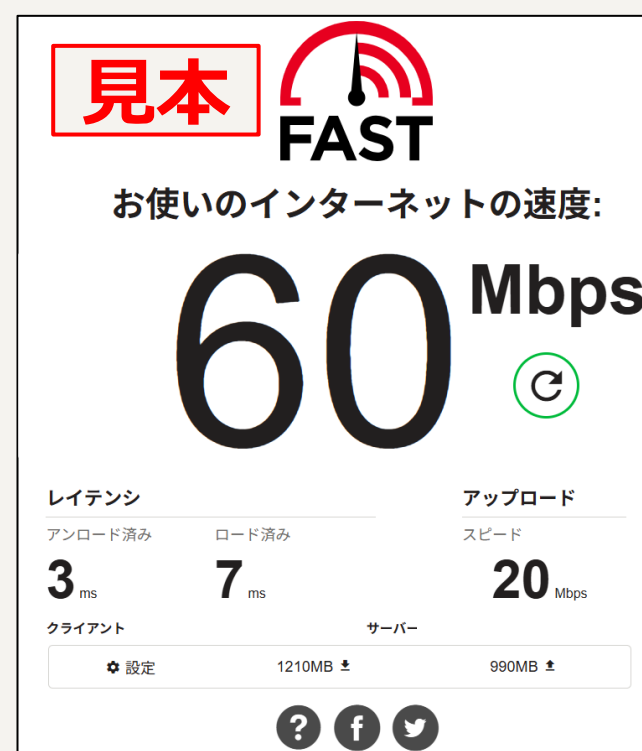 見本
FAST
お使いのインターネットの速度:
60 Mbps
レイテンシ アップロード
アンロード済み ロード済み スピード
3 ms 7 ms 20 Mbps
クライアント サーバー
設定 1210MB 990MB
? f